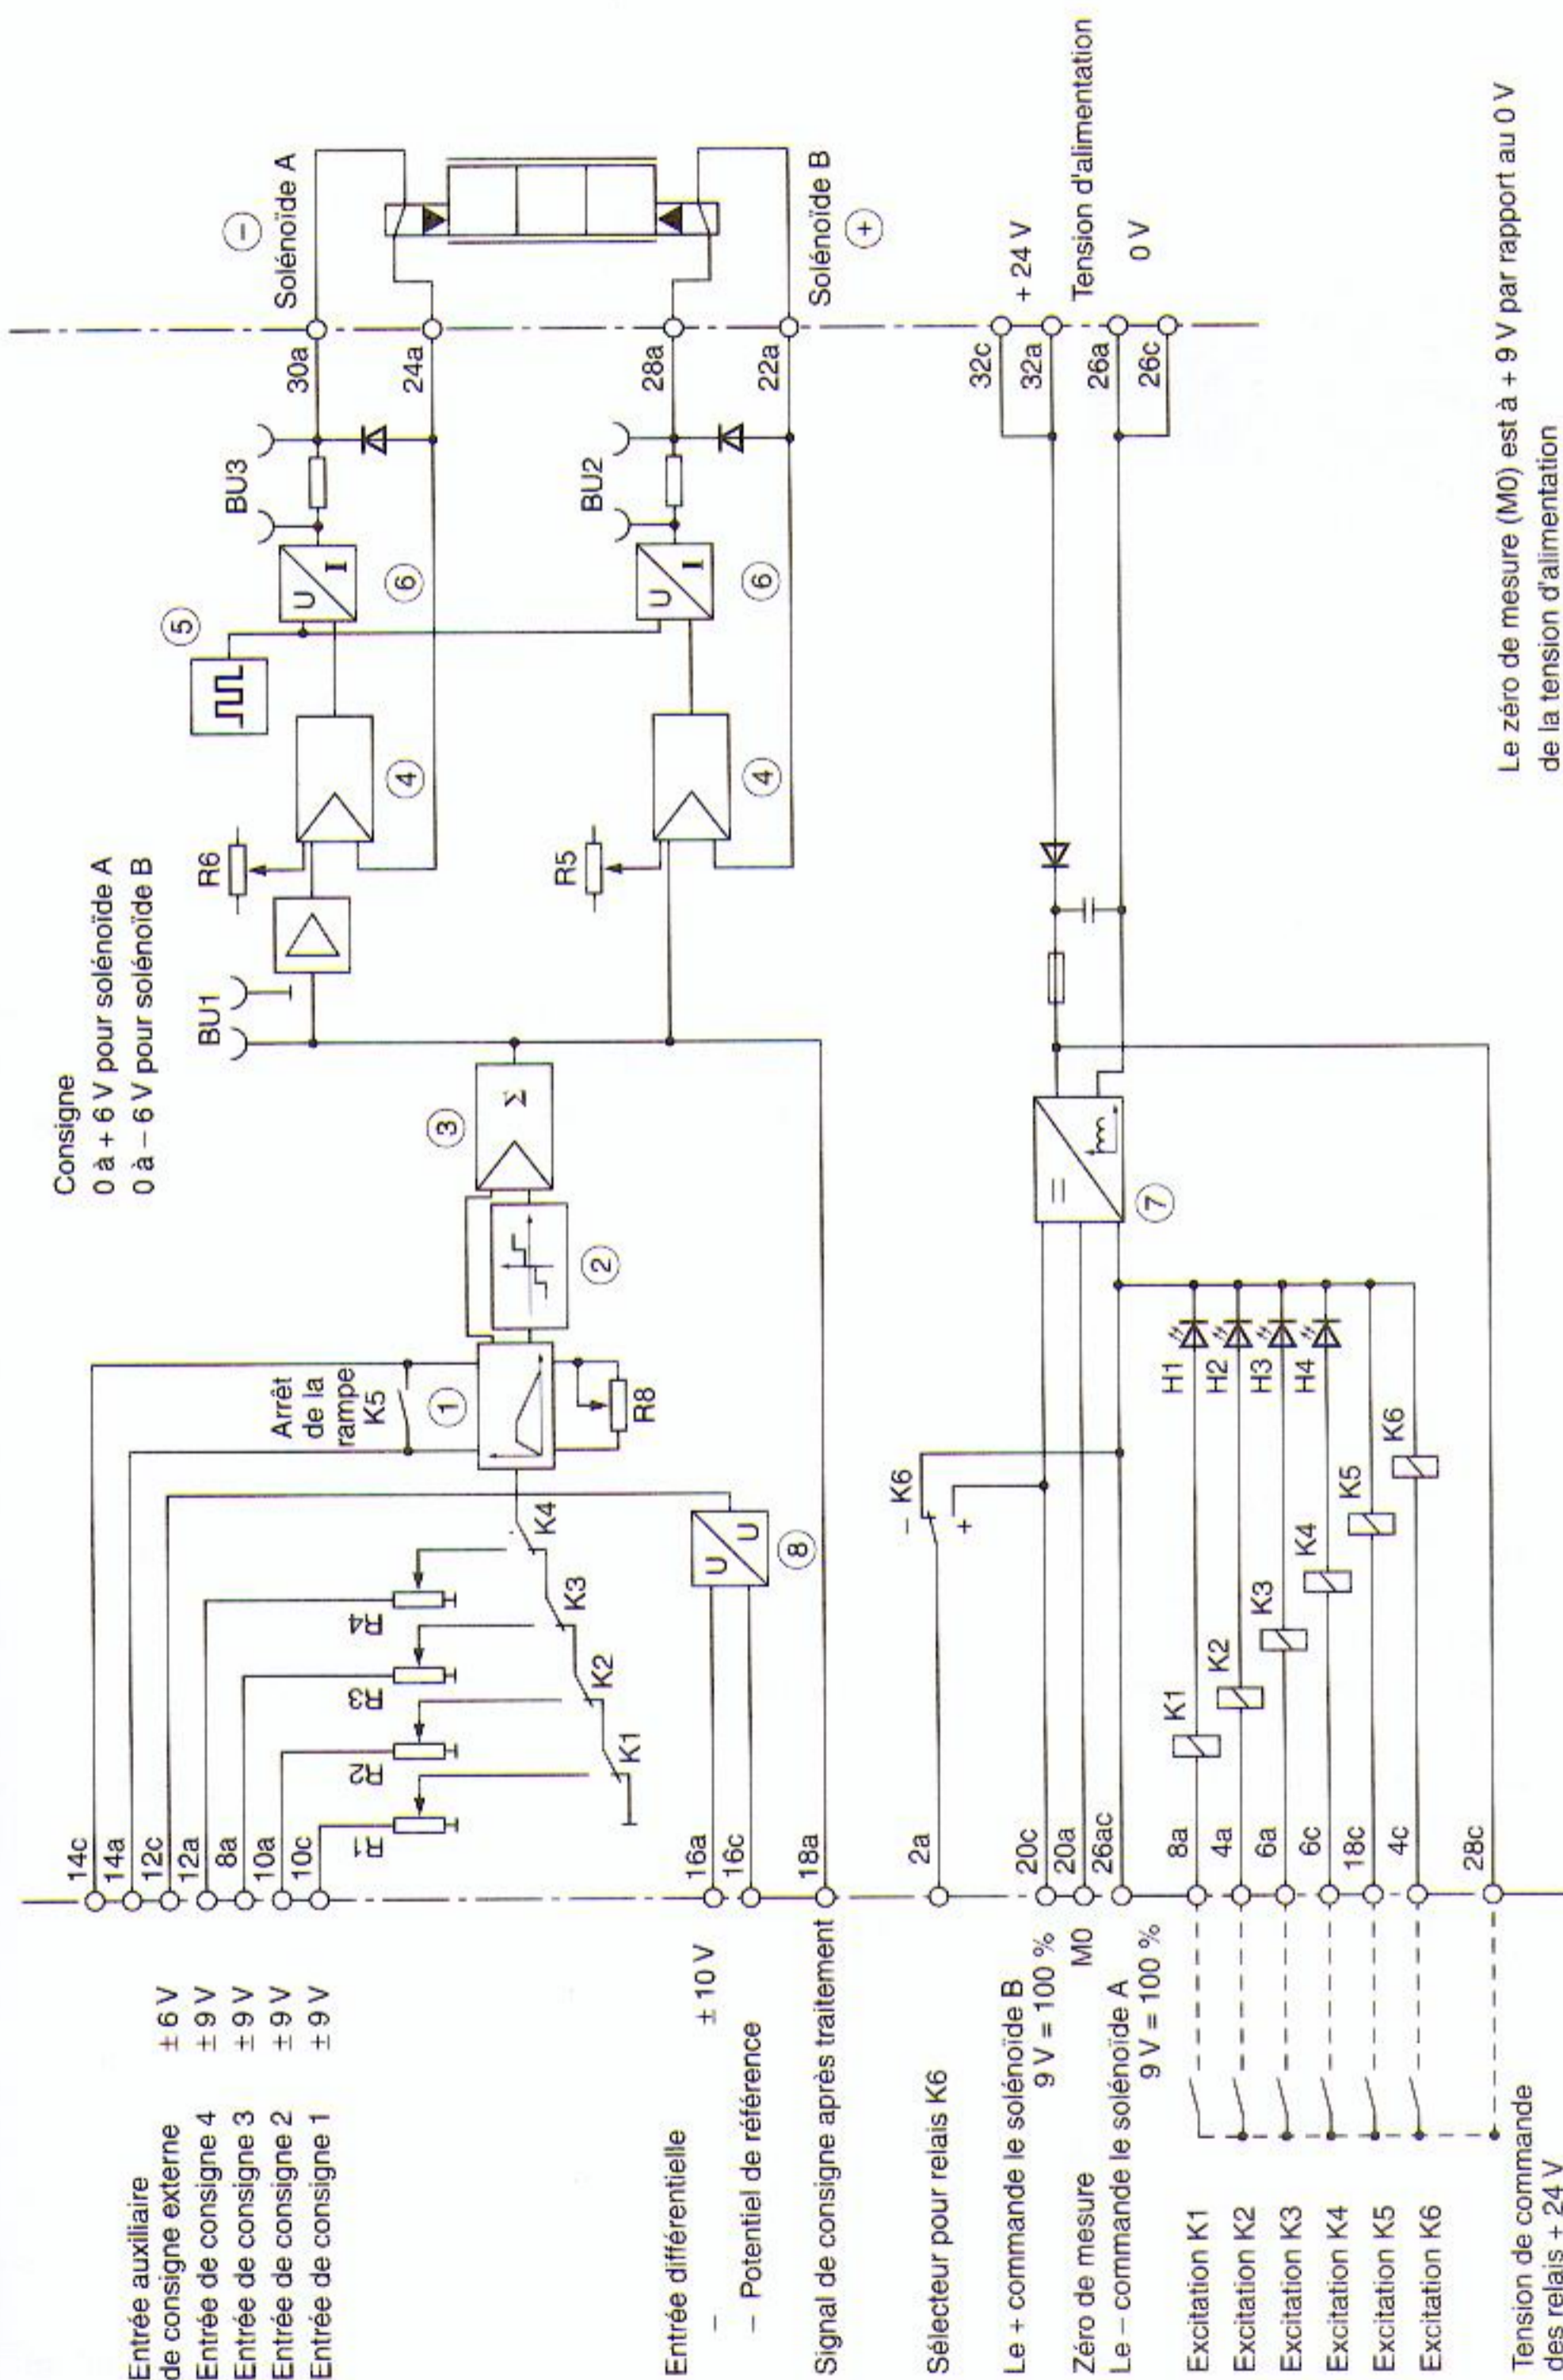 Consigne
0 à + 6 V pour solénoïde A
0 à – 6 V pour solénoïde B
Entrée auxiliaire
de consigne externe ± 6 V
Entrée de consigne 4 ± 9 V
Entrée de consigne 3 ± 9 V
Entrée de consigne 2 ± 9 V
Entrée de consigne 1 ± 9 V
14c
14a
12c
12a
8a
10a
10c
R1
R2
R3
R4
K1
K2
K3
K4
Arrêt
de la
rampe
K5
1
R8
2
3
Σ
BU1
R6
4
5
U
I
6
BU3
30a
24a
–
Solénoïde A
R5
4
U
I
6
BU2
28a
22a
Solénoïde B
+
Entrée différentielle
– ± 10 V
– Potentiel de référence
16a
16c
U
U
8
Signal de consigne après traitement
18a
Sélecteur pour relais K6
2a
– K6
+
Le + commande le solénoïde B
9 V = 100 %
Zéro de mesure M0
Le – commande le solénoïde A
9 V = 100 %
20c
20a
26ac
7
32c
32a
26a
26c
+ 24 V
Tension d'alimentation
0 V
Excitation K1
Excitation K2
Excitation K3
Excitation K4
Excitation K5
Excitation K6
8a
4a
6a
6c
18c
4c
28c
K1
K2
K3
K4
K5
K6
H1
H2
H3
H4
Tension de commande
des relais + 24 V
Le zéro de mesure (M0) est à + 9 V par rapport au 0 V
de la tension d'alimentation